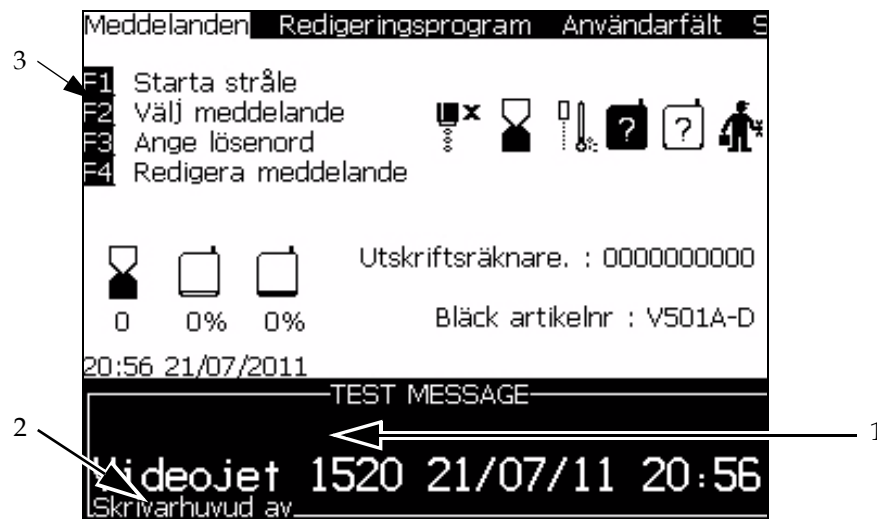 Meddelanden Redigeringsprogram Användarfält S
3
F1 Starta stråle
F2 Välj meddelande
F3 Ange lösenord
F4 Redigera meddelande
? ?
Utskriftsräknare. : 0000000000
0 0% 0%
Bläck artikelnr : V501A-D
20:56 21/07/2011
TEST MESSAGE
2
1
Videojet 1520 21/07/11 20:56
Skrivarhuvud av